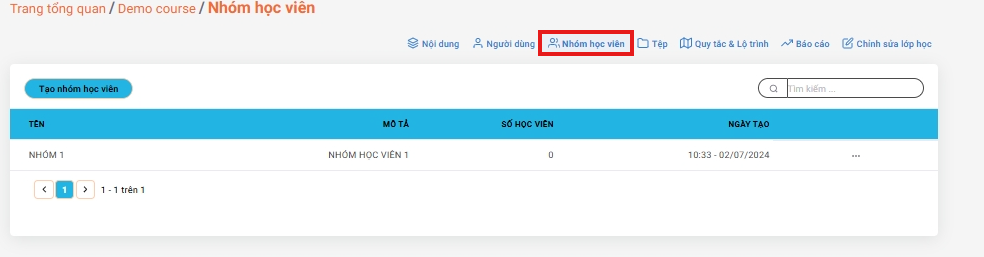 Trang tổng quan / Demo course / Nhóm học viên
Nội dung Người dùng Nhóm học viên Tệp Quy tắc & Lộ trình Báo cáo Chỉnh sửa lớp học
Tạo nhóm học viên Tìm kiếm ...
TÊN MÔ TẢ SỐ HỌC VIÊN NGÀY TẠO
NHÓM 1 NHÓM HỌC VIÊN 1 0 10:33 - 02/07/2024 ...
1 1 - 1 trên 1